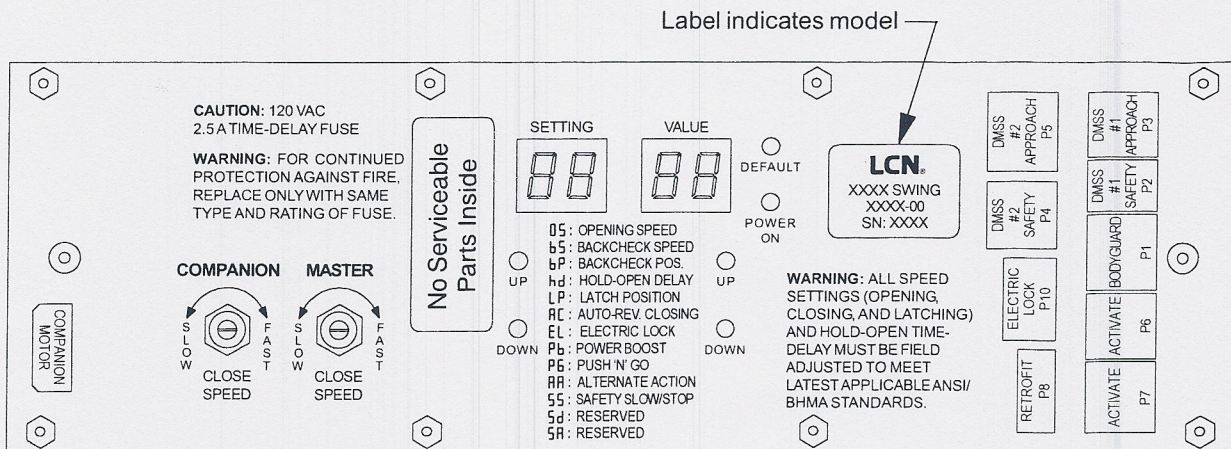 Label indicates model
CAUTION: 120 VAC
2.5 A TIME-DELAY FUSE
WARNING: FOR CONTINUED
PROTECTION AGAINST FIRE,
REPLACE ONLY WITH SAME
TYPE AND RATING OF FUSE.
COMPANION
MASTER
SLOW
FAST
SLOW
FAST
CLOSE
SPEED
CLOSE
SPEED
COMPANION
MOTOR
No Serviceable
Parts Inside
SETTING
VALUE
88
88
DEFAULT
POWER
ON
UP
DOWN
UP
DOWN
OS: OPENING SPEED
bS: BACKCHECK SPEED
bP: BACKCHECK POS.
hd: HOLD-OPEN DELAY
LP: LATCH POSITION
AC: AUTO-REV. CLOSING
EL: ELECTRIC LOCK
Pb: POWER BOOST
PG: PUSH 'N' GO
AA: ALTERNATE ACTION
SS: SAFETY SLOW/STOP
Sd: RESERVED
SA: RESERVED
LCN®
XXXX SWING
XXXX-00
SN: XXXX
WARNING: ALL SPEED
SETTINGS (OPENING,
CLOSING, AND LATCHING)
AND HOLD-OPEN TIME-
DELAY MUST BE FIELD
ADJUSTED TO MEET
LATEST APPLICABLE ANSI/
BHMA STANDARDS.
DMSS
#2
APPROACH
P5
DMSS
#2
SAFETY
P4
ELECTRIC
LOCK
P10
RETROFIT
P8
DMSS
#1
APPROACH
P3
DMSS
#1
SAFETY
P2
BODYGUARD
P1
ACTIVATE
P6
ACTIVATE
P7